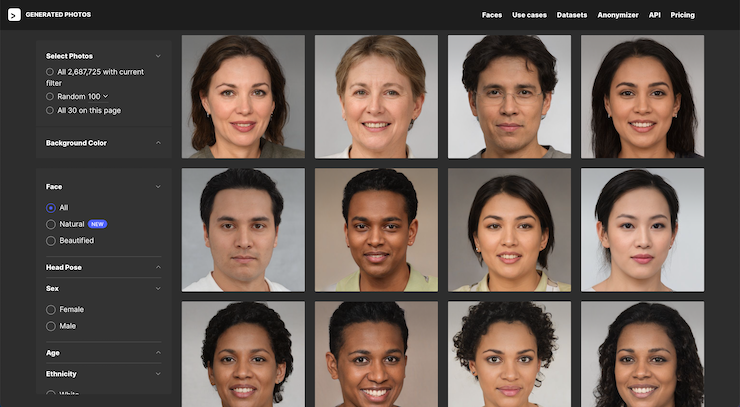 GENERATED PHOTOS
Faces Use cases Datasets Anonymizer API Pricing
Select Photos
All 2,687,725 with current
filter
Random 100
All 30 on this page
Background Color
Face
All
Natural NEW
Beautified
Head Pose
Sex
Female
Male
Age
Ethnicity
White